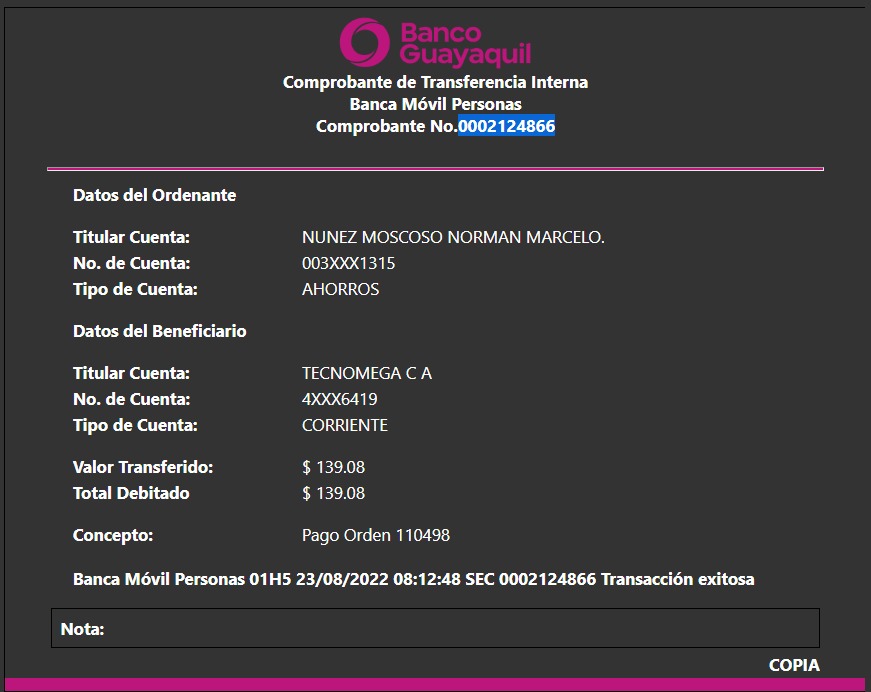 Banco
Guayaquil
Comprobante de Transferencia Interna
Banca Móvil Personas
Comprobante No.0002124866
Datos del Ordenante
Titular Cuenta: NUNEZ MOSCOSO NORMAN MARCELO.
No. de Cuenta: 003XXX1315
Tipo de Cuenta: AHORROS
Datos del Beneficiario
Titular Cuenta: TECNOMEGA C A
No. de Cuenta: 4XXX6419
Tipo de Cuenta: CORRIENTE
Valor Transferido: $ 139.08
Total Debitado $ 139.08
Concepto: Pago Orden 110498
Banca Móvil Personas 01H5 23/08/2022 08:12:48 SEC 0002124866 Transacción exitosa
Nota:
COPIA